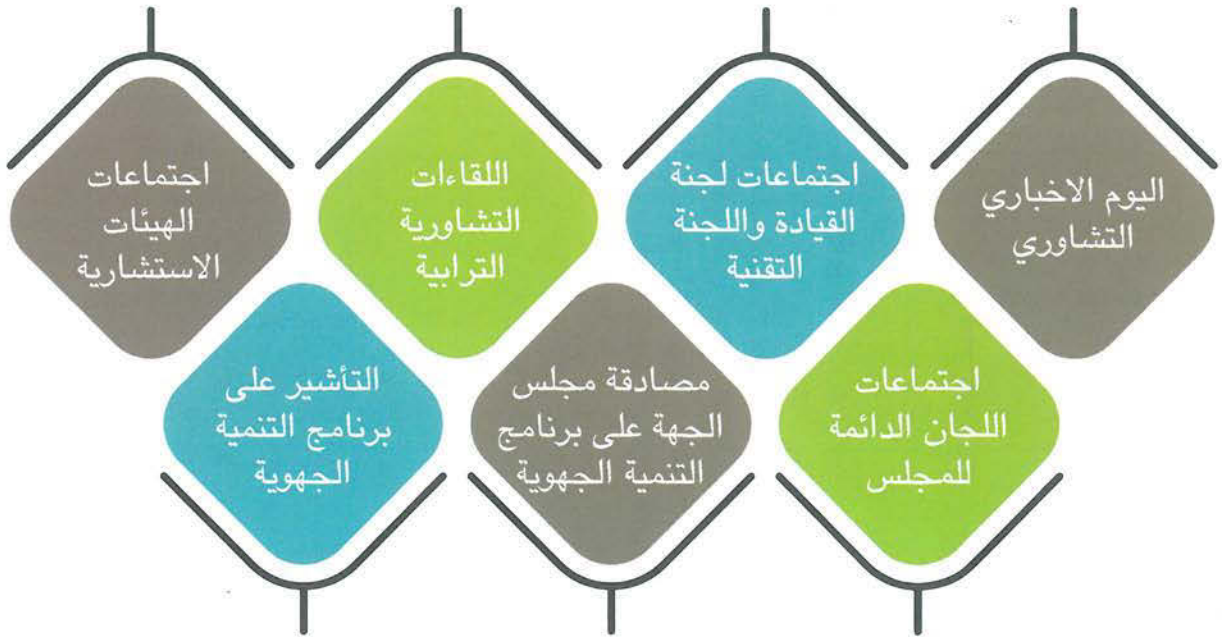 اليوم الاخباري
التشاوري
اجتماعات لجنة
القيادة واللجنة
التقنية
اللقاءات
التشاورية
الترابية
اجتماعات
الهيئات
الاستشارية
اجتماعات
اللجان الدائمة
للمجلس
مصادقة مجلس
الجهة على برنامج
التنمية الجهوية
التأشير على
برنامج التنمية
الجهوية